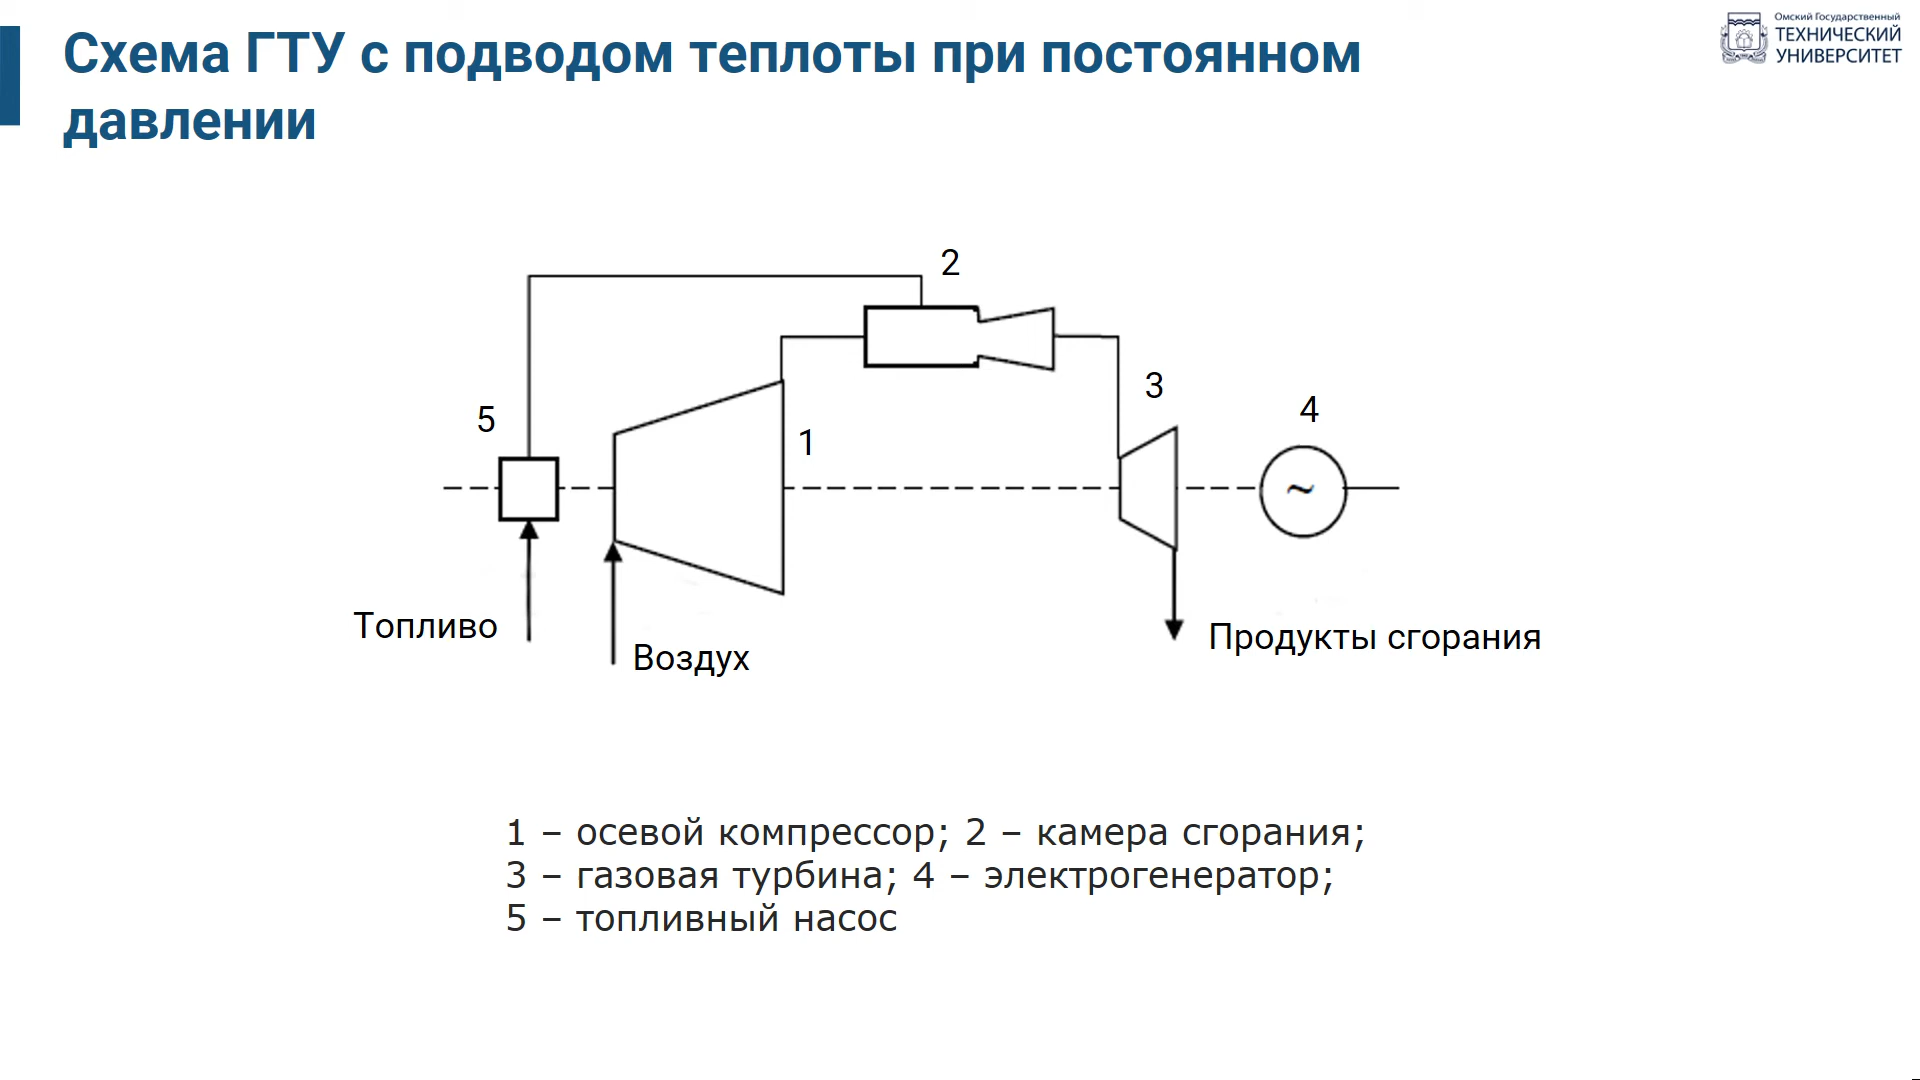 Схема ГТУ с подводом теплоты при постоянном
давлении
Омский Государственный
ТЕХНИЧЕСКИЙ
УНИВЕРСИТЕТ
2
3
4
5
1
~
Топливо
Воздух
Продукты сгорания
1 – осевой компрессор; 2 – камера сгорания;
3 – газовая турбина; 4 – электрогенератор;
5 – топливный насос